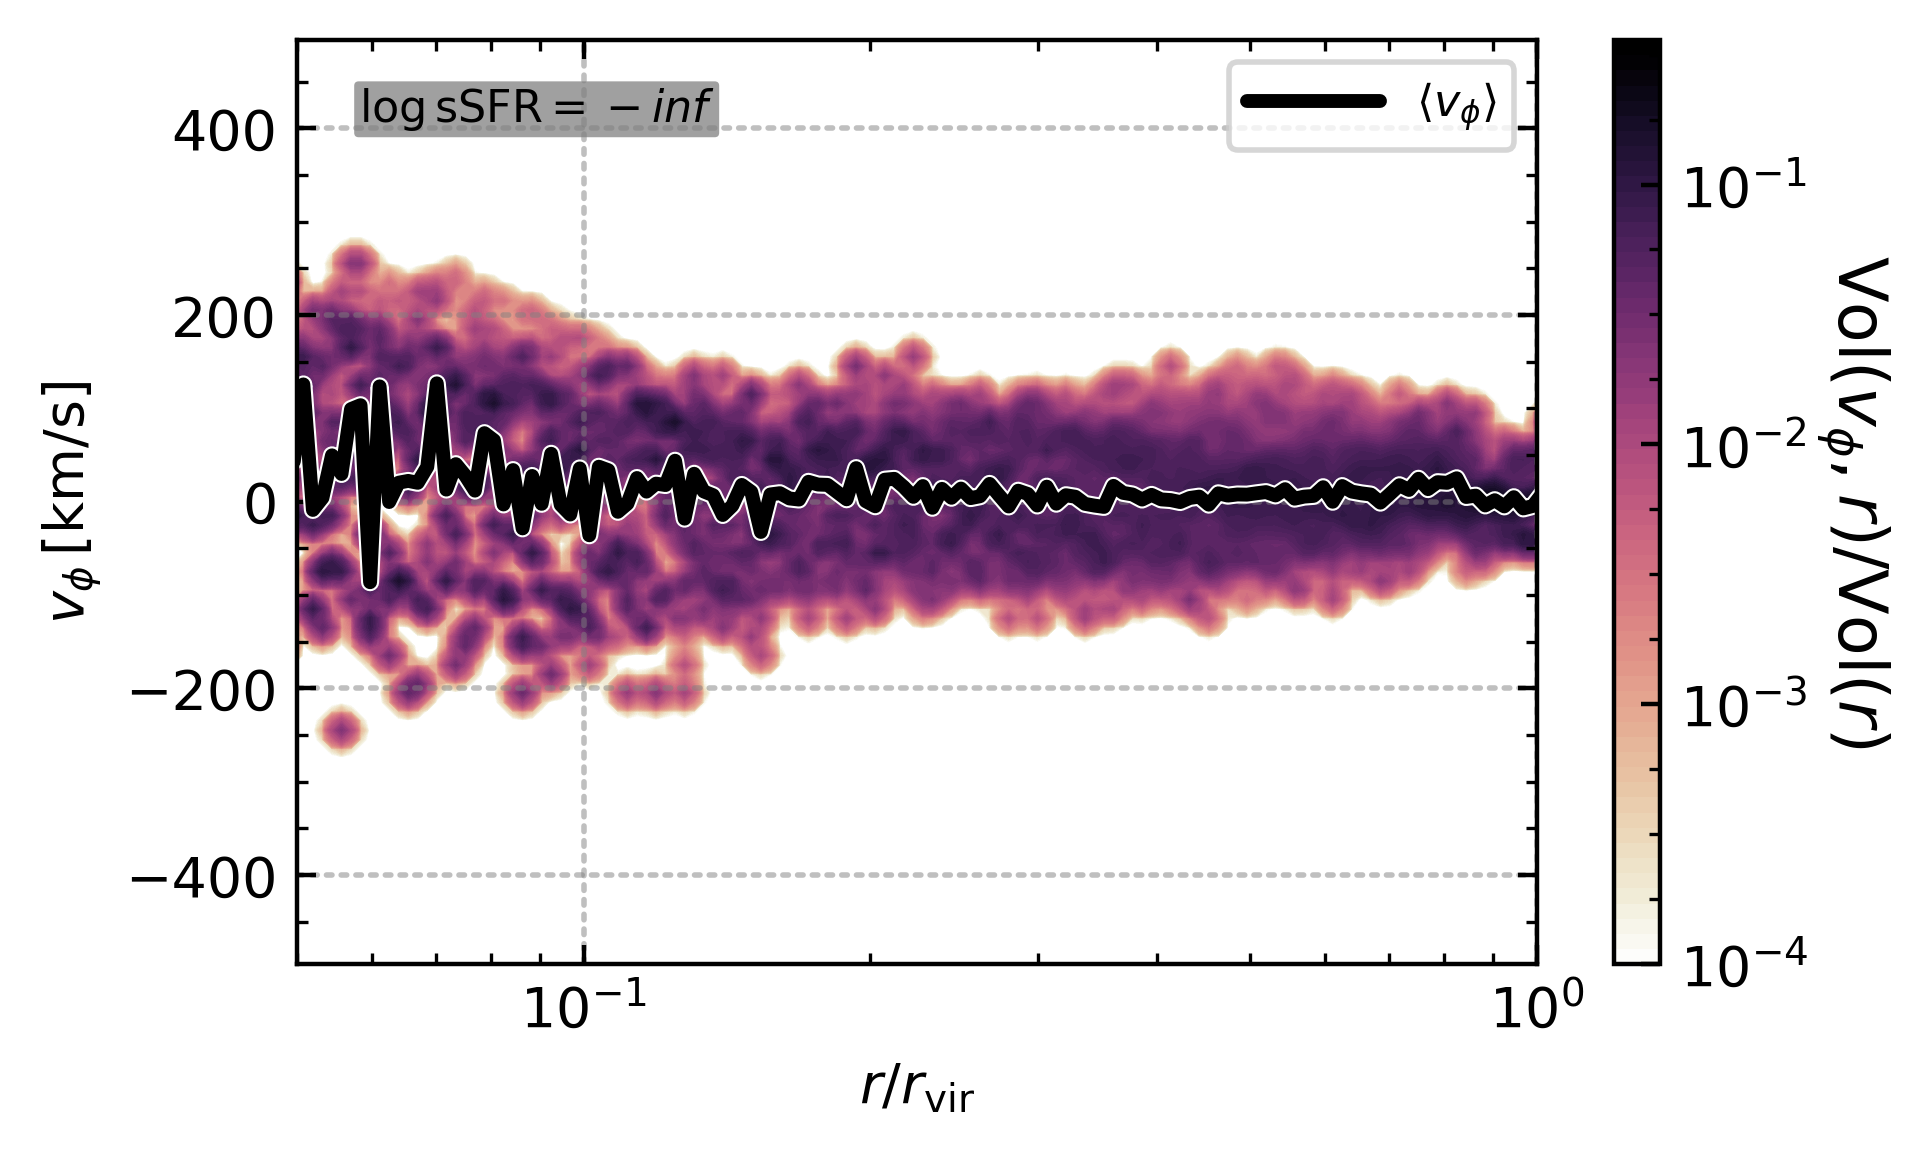 log sSFR = −inf
⟨v_ϕ⟩
400
200
0
−200
−400
v_ϕ [km/s]
10^−1
10^0
r/r_vir
10^−1
10^−2
10^−3
10^−4
Vol(v_ϕ, r)/Vol(r)